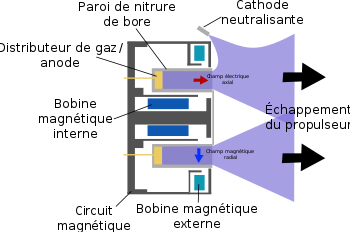 Paroi de nitrure
de bore
Cathode
neutralisante
Distributeur de gaz/
anode
Champ électrique
axial
Bobine
magnétique
interne
Échappement
du propulseur
Champ magnétique
radial
Circuit
magnétique
Bobine magnétique
externe